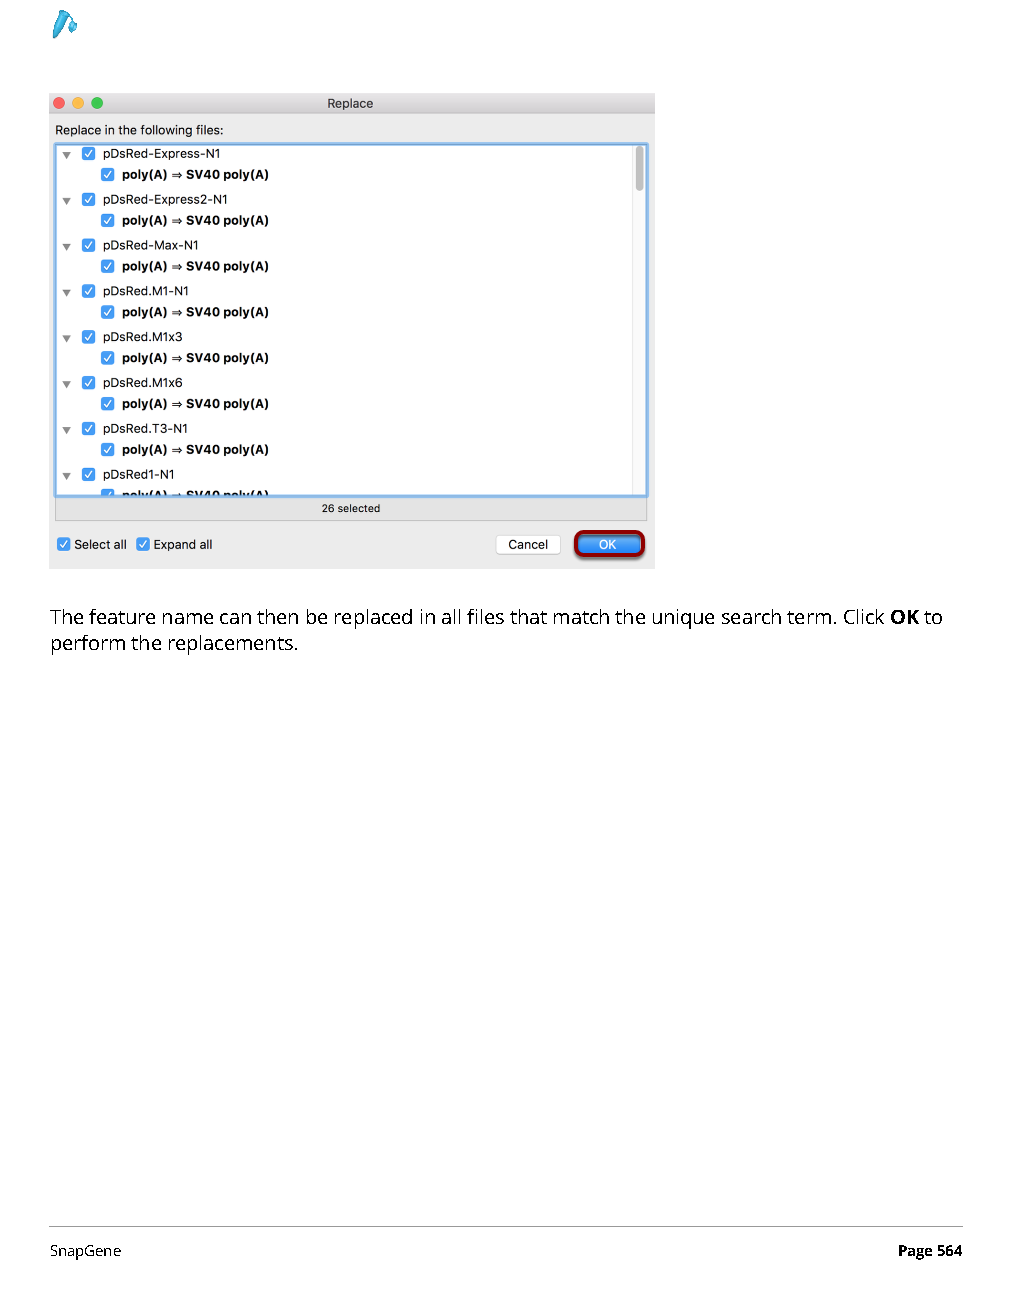 Replace
Replace in the following files:
pDsRed-Express-N1
poly(A) ⇒ SV40 poly(A)
pDsRed-Express2-N1
poly(A) ⇒ SV40 poly(A)
pDsRed-Max-N1
poly(A) ⇒ SV40 poly(A)
pDsRed.M1-N1
poly(A) ⇒ SV40 poly(A)
pDsRed.M1x3
poly(A) ⇒ SV40 poly(A)
pDsRed.M1x6
poly(A) ⇒ SV40 poly(A)
pDsRed.T3-N1
poly(A) ⇒ SV40 poly(A)
pDsRed1-N1
poly(A) ⇒ SV40 poly(A)
26 selected
Select all Expand all Cancel OK
The feature name can then be replaced in all files that match the unique search term. Click OK to
perform the replacements.
SnapGene Page 564